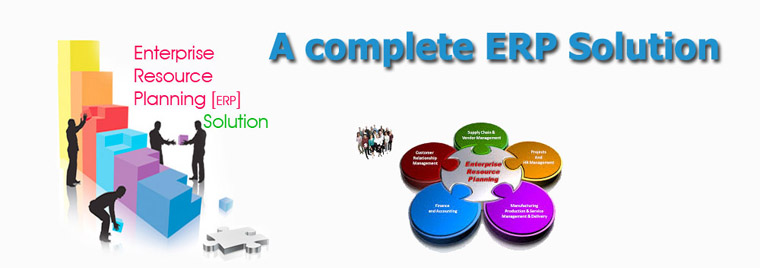 Enterprise
Resource
Planning [ERP]
Solution
A complete ERP Solution
Supply Chain &
Vendor Management
Customer
Relationship
Management
Projects
And
HR Management
Enterprise
Resource
Planning
Finance
and Accounting
Manufacturing
Production & Service
Management & Delivery